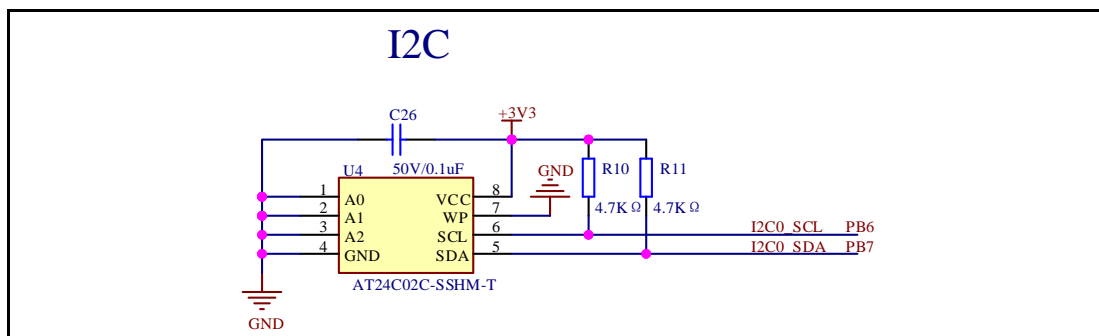 I2C
C26
+3V3
U4
50V/0.1uF
GND
R10
R11
1
A0
VCC
8
2
A1
WP
7
4.7KΩ
4.7KΩ
3
A2
SCL
6
I2C0_SCL
PB6
4
GND
SDA
5
I2C0_SDA
PB7
AT24C02C-SSHM-T
GND